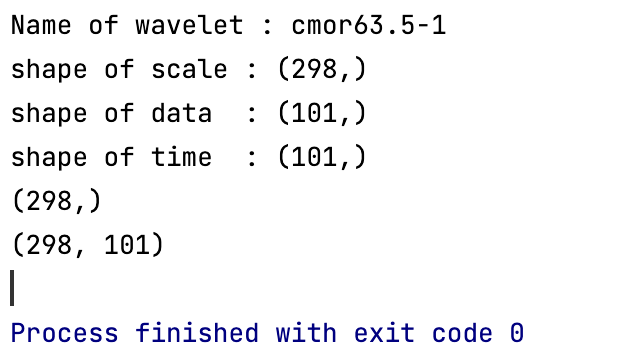 Name of wavelet : cmor63.5-1
shape of scale : (298,)
shape of data  : (101,)
shape of time  : (101,)
(298,)
(298, 101)
Process finished with exit code 0